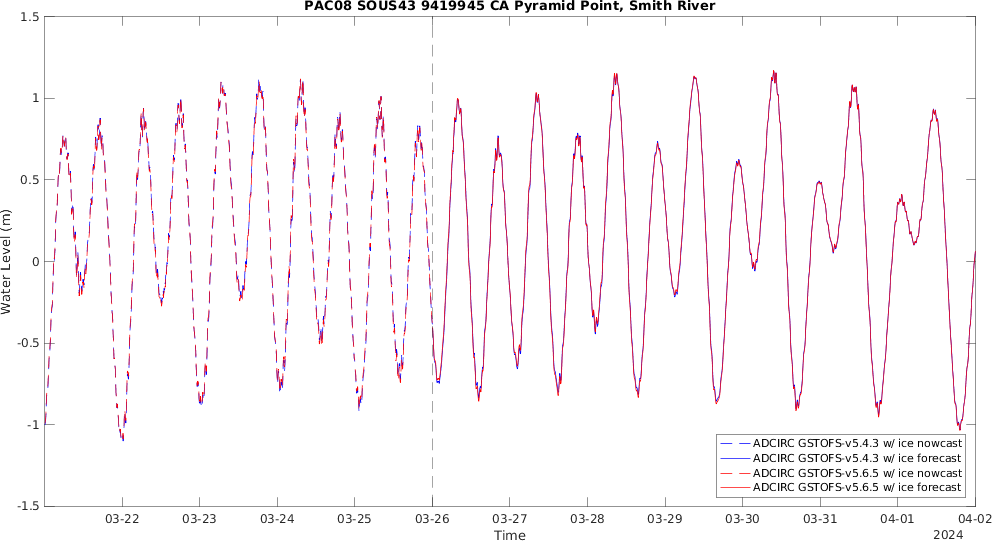 PAC08 SOUS43 9419945 CA Pyramid Point, Smith River
1.5
1
0.5
0
-0.5
-1
-1.5
Water Level (m)
ADCIRC GSTOFS-v5.4.3 w/ ice nowcast
ADCIRC GSTOFS-v5.4.3 w/ ice forecast
ADCIRC GSTOFS-v5.6.5 w/ ice nowcast
ADCIRC GSTOFS-v5.6.5 w/ ice forecast
03-22 03-23 03-24 03-25 03-26 03-27 03-28 03-29 03-30 03-31 04-01 04-02
Time
2024